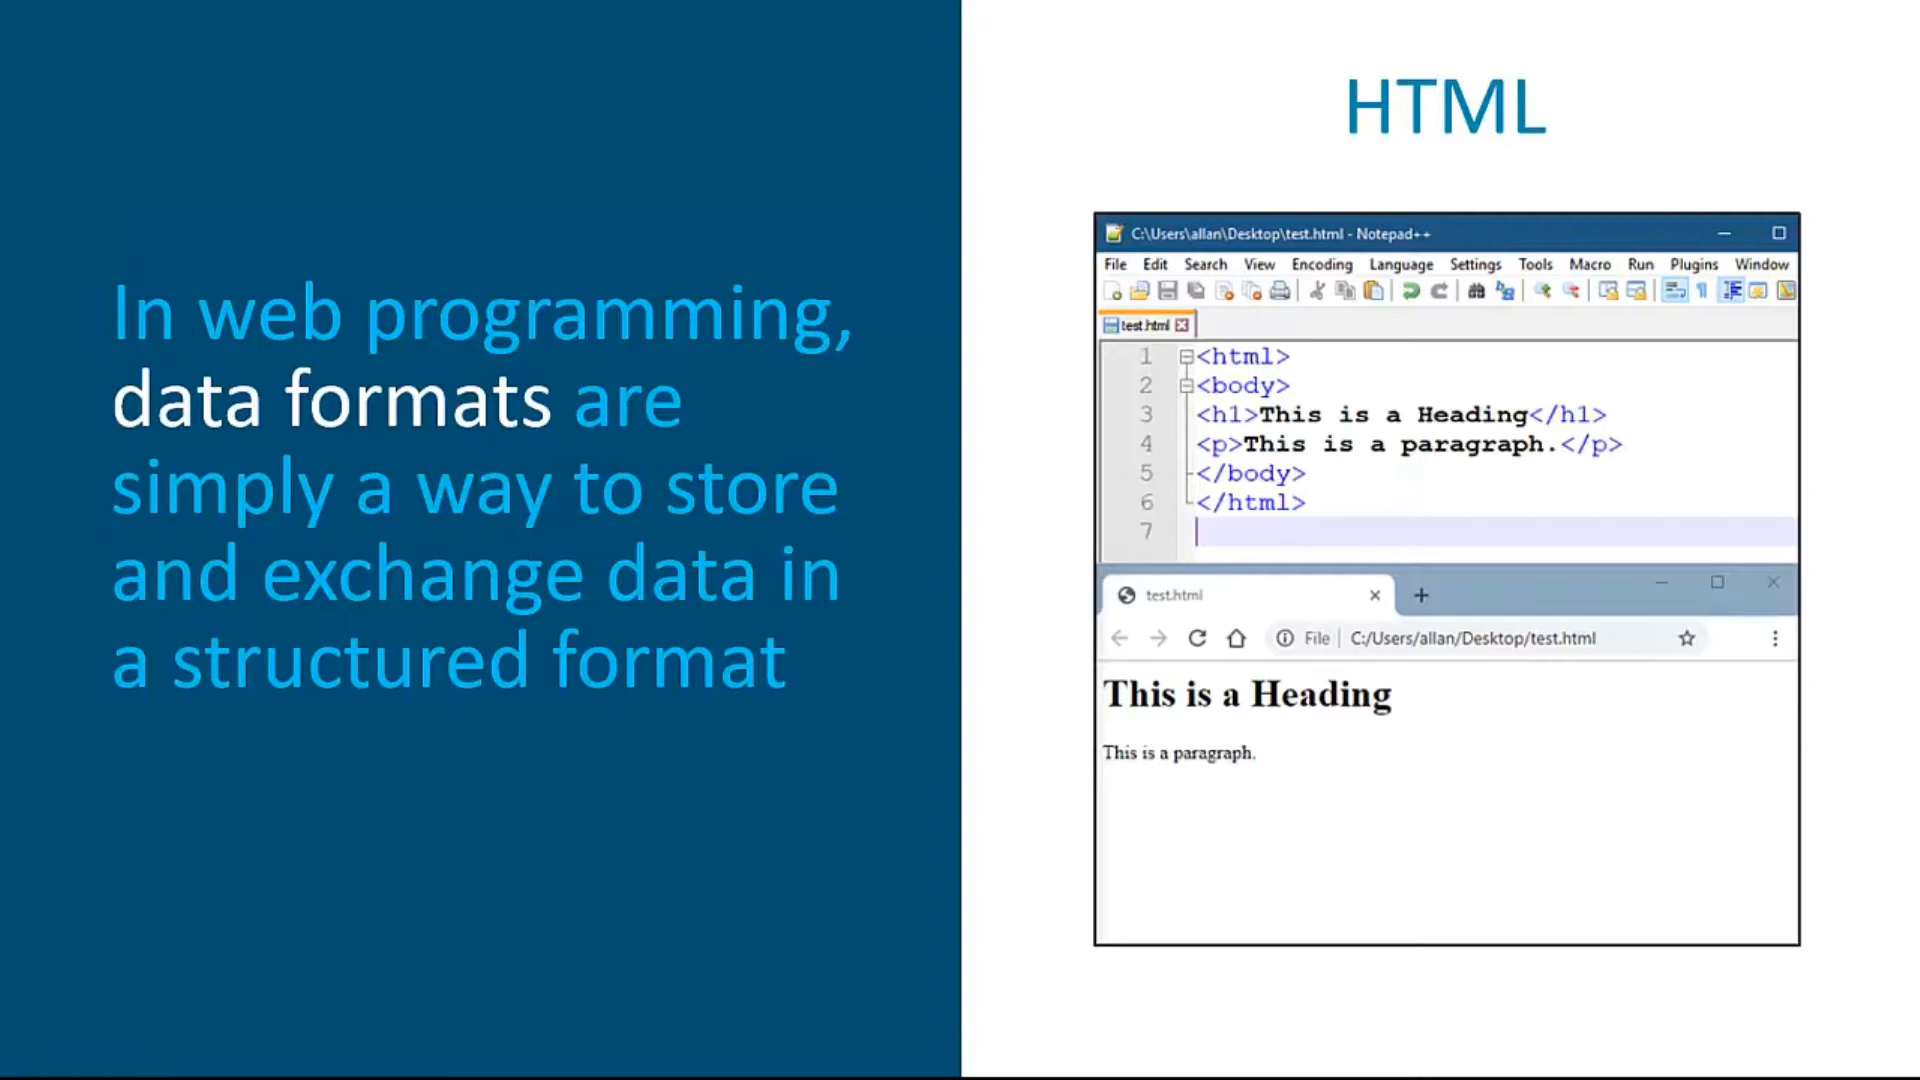 In web programming,
data formats are
simply a way to store
and exchange data in
a structured format
HTML
C:\Users\allan\Desktop\test.html - Notepad++
File Edit Search View Encoding Language Settings Tools Macro Run Plugins Window
test.html
1 <html>
2 <body>
3 <h1>This is a Heading</h1>
4 <p>This is a paragraph.</p>
5 </body>
6 </html>
7
test.html
File C:/Users/allan/Desktop/test.html
This is a Heading
This is a paragraph.